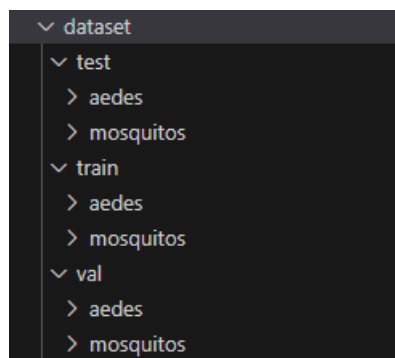 dataset
test
aedes
mosquitos
train
aedes
mosquitos
val
aedes
mosquitos